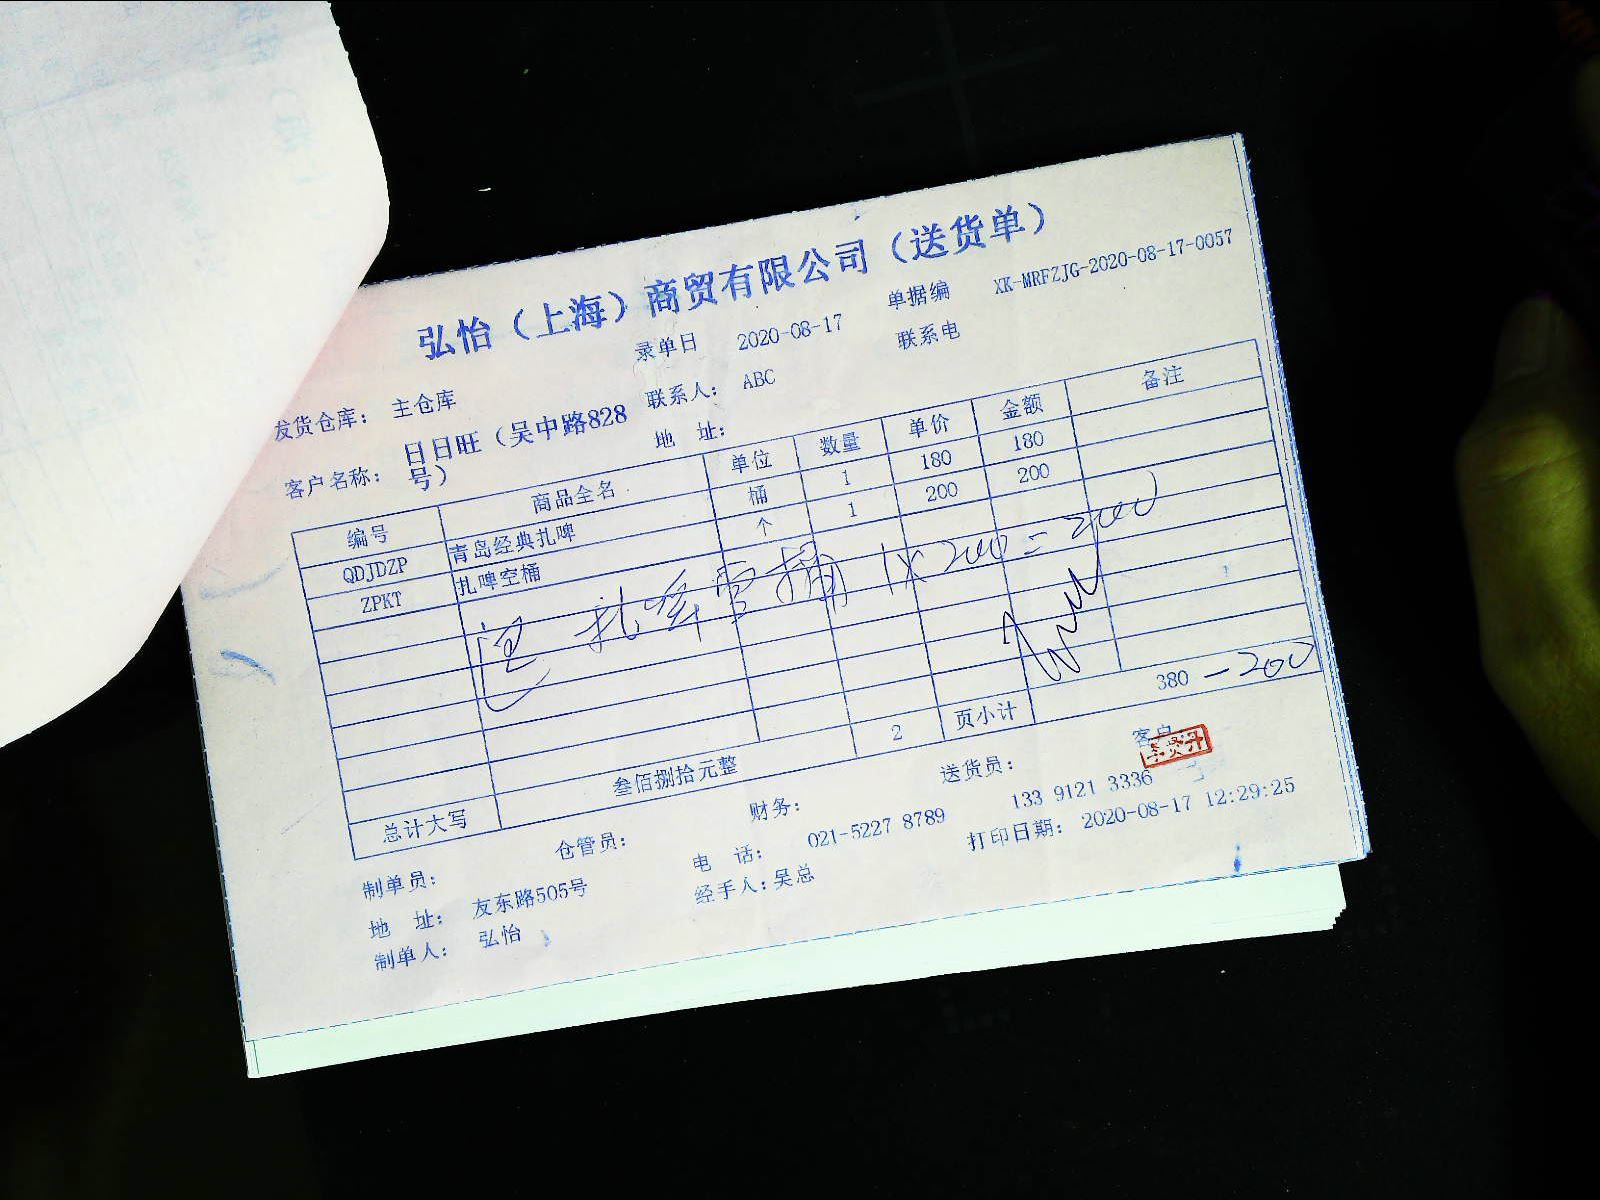 弘怡（上海）商贸有限公司（送货单）
录单日 2020-08-17 单据编 XK-MRFZJG-2020-08-17-0057
发货仓库： 主仓库 联系人： ABC 联系电
客户名称： 日日旺（吴中路828号） 地 址：
编号 商品全名 单位 数量 单价 金额 备注
QDJDZP 青岛经典扎啤 桶 1 180 180
ZPKT 扎啤空桶 个 1 200 200
退 扎啤空桶 1×200=200
页小计 2 380 -200
总计大写 叁佰捌拾元整
制单员： 仓管员： 财务： 送货员： 客户
地 址： 友东路505号 电 话： 021-5227 8789 133 9121 3336
制单人： 弘怡 经手人：吴总 打印日期： 2020-08-17 12:29:25